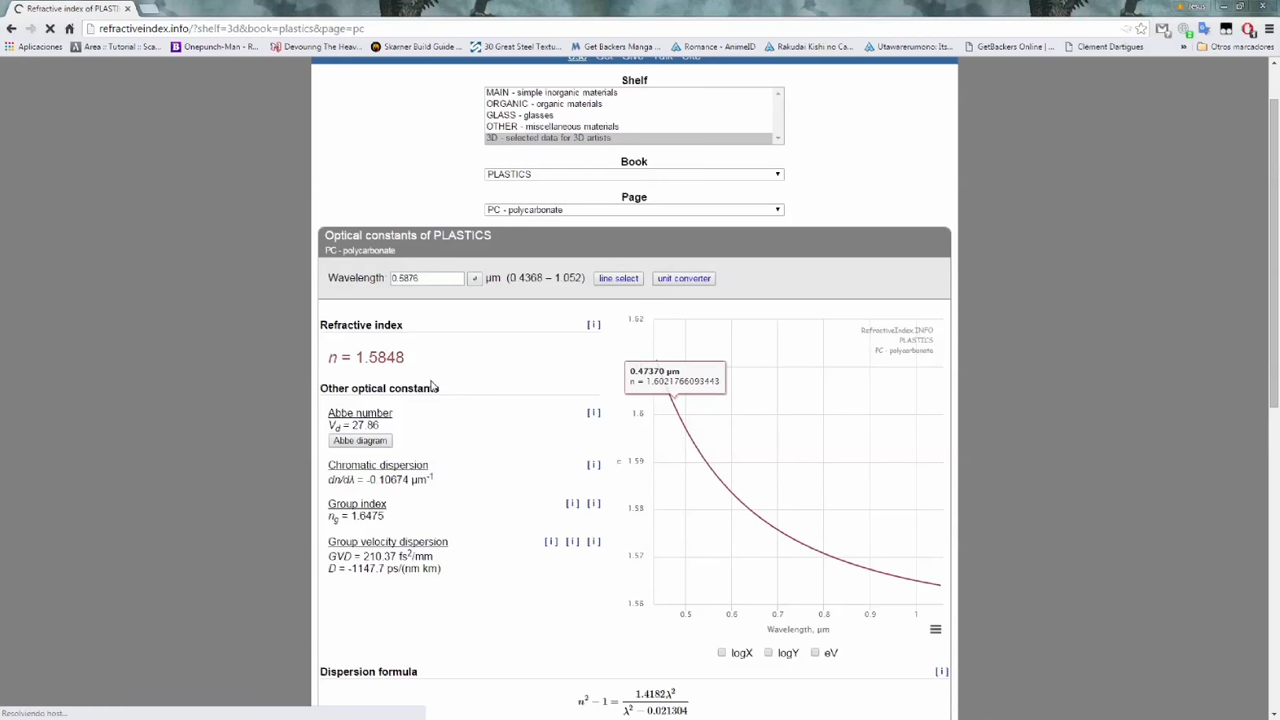 Refractive index of PLASTI
Jesus
refractiveindex.info/?shelf=3d&book=plastics&page=pc
Aplicaciones
Area :: Tutorial :: Sca...
Onepunch-Man - R...
Devouring The Hea...
Skarner Build Guide ...
30 Great Steel Textu...
Get Backers Manga ...
Romance - AnimeID
Rakudai Kishi no Ca...
Utawarerumono: Its...
GetBackers Online | ...
Clement Dartigues
»
Otros marcadores
Shelf
MAIN - simple inorganic materials
ORGANIC - organic materials
GLASS - glasses
OTHER - miscellaneous materials
3D - selected data for 3D artists
Book
PLASTICS
Page
PC - polycarbonate
Optical constants of PLASTICS
PC - polycarbonate
Wavelength: 0.5876 µm (0.4368 – 1.052) line select unit converter
Refractive index [ i ]
n = 1.5848
Other optical constants
Abbe number [ i ]
Vd = 27.86
Abbe diagram
Chromatic dispersion [ i ]
dn/dλ = -0.10674 µm-1
Group index [ i ] [ i ]
ng = 1.6475
Group velocity dispersion [ i ] [ i ] [ i ]
GVD = 210.37 fs2/mm
D = -1147.7 ps/(nm km)
RefractiveIndex.INFO
PLASTICS
PC - polycarbonate
0.47370 µm
n = 1.6021766093443
1.62
1.6
1.59
1.58
1.57
1.56
n
0.5 0.6 0.7 0.8 0.9 1
Wavelength, µm
logX logY eV
Dispersion formula [ i ]
n2 − 1 = 1.4182λ2 / λ2 − 0.021304
Resolviendo host...